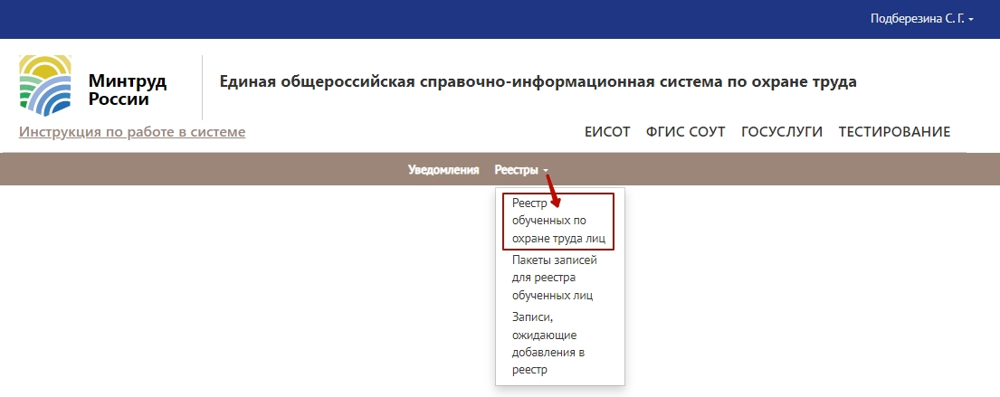 Подберезина С. Г.
Минтруд
России
Единая общероссийская справочно-информационная система по охране труда
Инструкция по работе в системе
ЕИСОТ ФГИС СОУТ ГОСУСЛУГИ ТЕСТИРОВАНИЕ
Уведомления Реестры
Реестр
обученных по
охране труда лиц
Пакеты записей
для реестра
обученных лиц
Записи,
ожидающие
добавления в
реестр